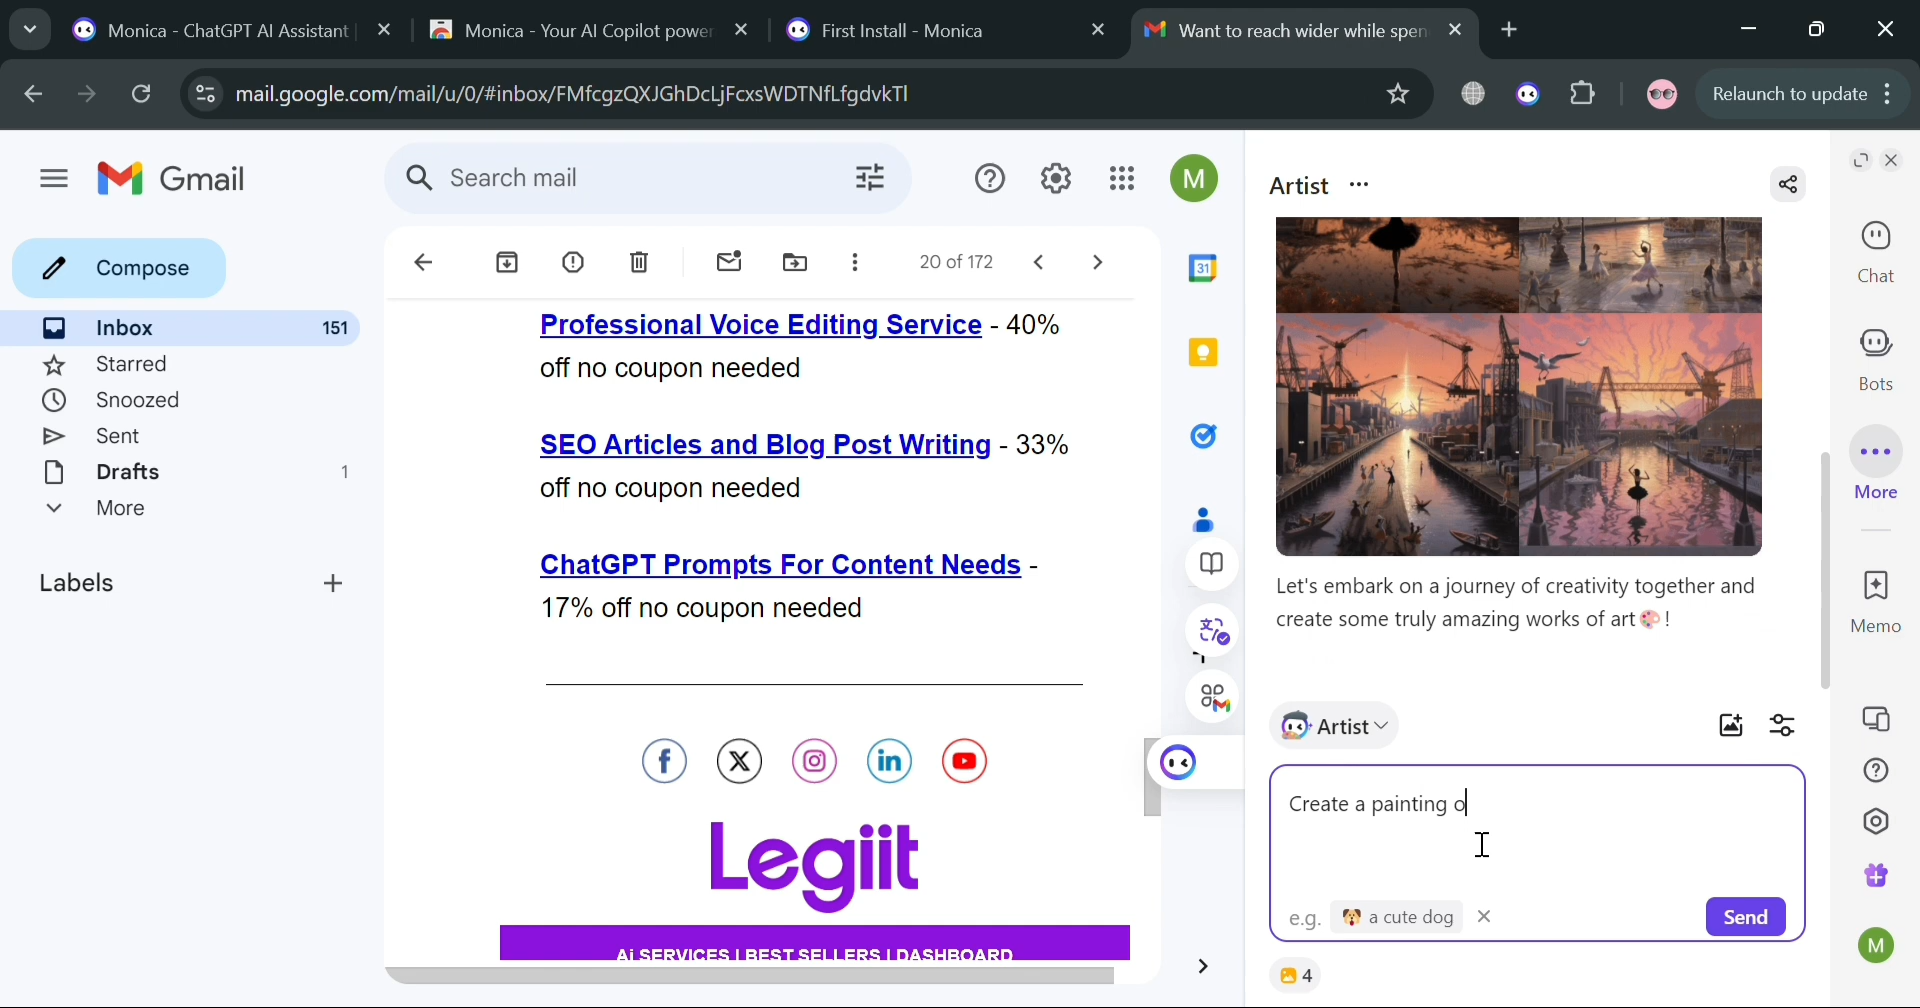 Monica - ChatGPT AI Assistant
Monica - Your AI Copilot power
First Install - Monica
Want to reach wider while spen
mail.google.com/mail/u/0/#inbox/FMfcgzQXJGhDcLjFcxsWDTNfLfgdvkTl
Relaunch to update
Gmail
Search mail
M
Compose
Inbox 151
Starred
Snoozed
Sent
Drafts 1
More
Labels
20 of 172
Professional Voice Editing Service - 40%
off no coupon needed
SEO Articles and Blog Post Writing - 33%
off no coupon needed
ChatGPT Prompts For Content Needs -
17% off no coupon needed
Legiit
Ai SERVICES | BEST SELLERS | DASHBOARD
31
Artist
Let's embark on a journey of creativity together and
create some truly amazing works of art🎨!
Artist
Create a painting o
e.g. 🐶 a cute dog
Send
4
Chat
Bots
More
Memo
M